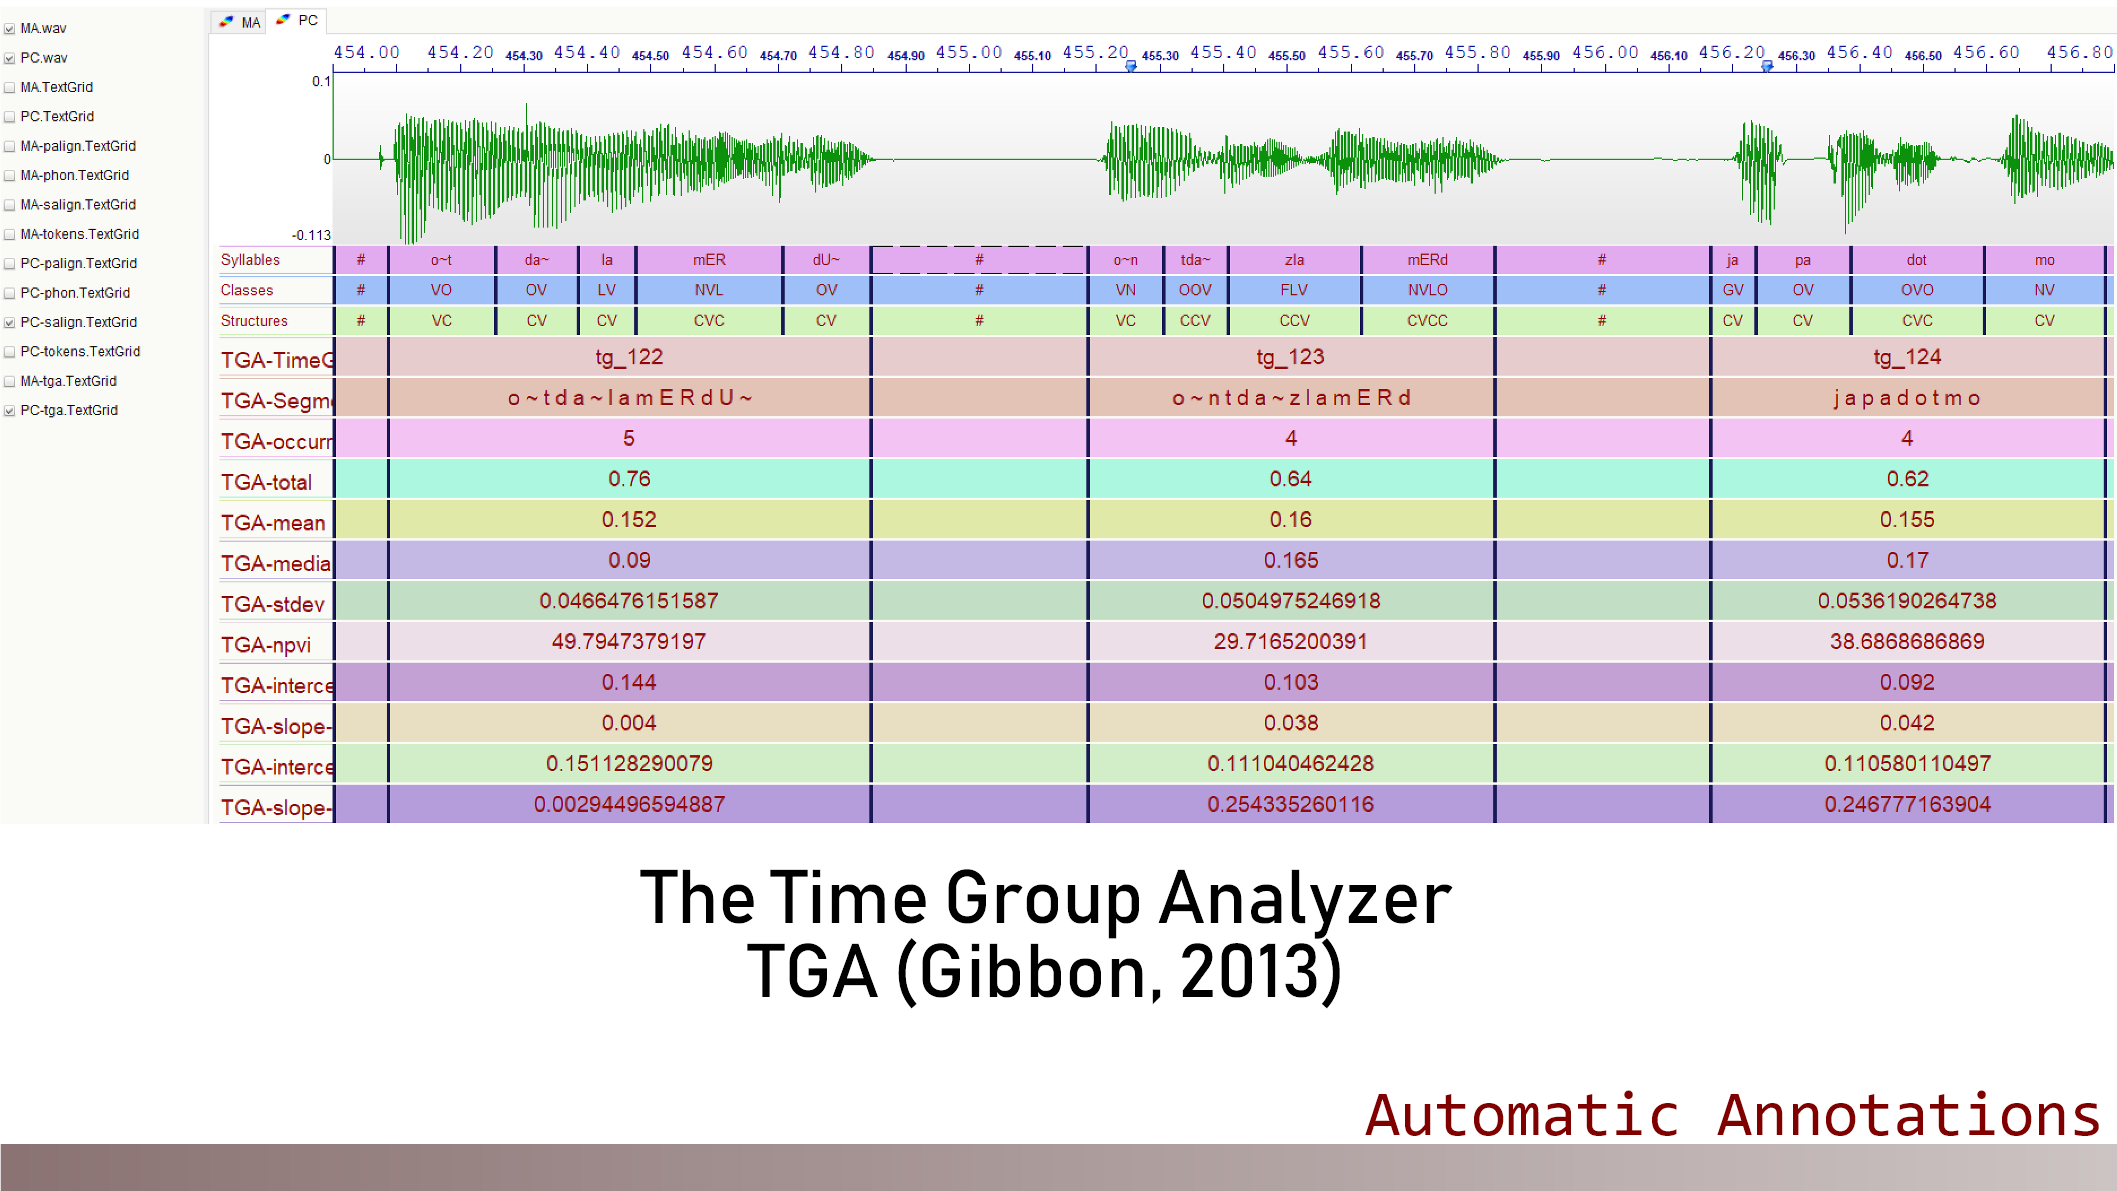 MA.wav
PC.wav
MA.TextGrid
PC.TextGrid
MA-palign.TextGrid
MA-phon.TextGrid
MA-salign.TextGrid
MA-tokens.TextGrid
PC-palign.TextGrid
PC-phon.TextGrid
PC-salign.TextGrid
PC-tokens.TextGrid
MA-tga.TextGrid
PC-tga.TextGrid
MA PC
454.00 454.20 454.30 454.40 454.50 454.60 454.70 454.80 454.90 455.00 455.10 455.20 455.30 455.40 455.50 455.60 455.70 455.80 455.90 456.00 456.10 456.20 456.30 456.40 456.50 456.60 456.80
0.1
0
-0.113
Syllables # o~t da~ la mER dU~ # o~n tda~ zla mERd # ja pa dot mo
Classes # VO OV LV NVL OV # VN OOV FLV NVLO # GV OV OVO NV
Structures # VC CV CV CVC CV # VC CCV CCV CVCC # CV CV CVC CV
TGA-TimeG tg_122 tg_123 tg_124
TGA-Segm o ~ t d a ~ l a m E R d U ~ o ~ n t d a ~ z l a m E R d j a p a d o t m o
TGA-occurr 5 4 4
TGA-total 0.76 0.64 0.62
TGA-mean 0.152 0.16 0.155
TGA-media 0.09 0.165 0.17
TGA-stdev 0.0466476151587 0.0504975246918 0.0536190264738
TGA-npvi 49.7947379197 29.7165200391 38.6868686869
TGA-interce 0.144 0.103 0.092
TGA-slope- 0.004 0.038 0.042
TGA-interce 0.151128290079 0.111040462428 0.110580110497
TGA-slope- 0.00294496594887 0.254335260116 0.246777163904
The Time Group Analyzer
TGA (Gibbon, 2013)
Automatic Annotations